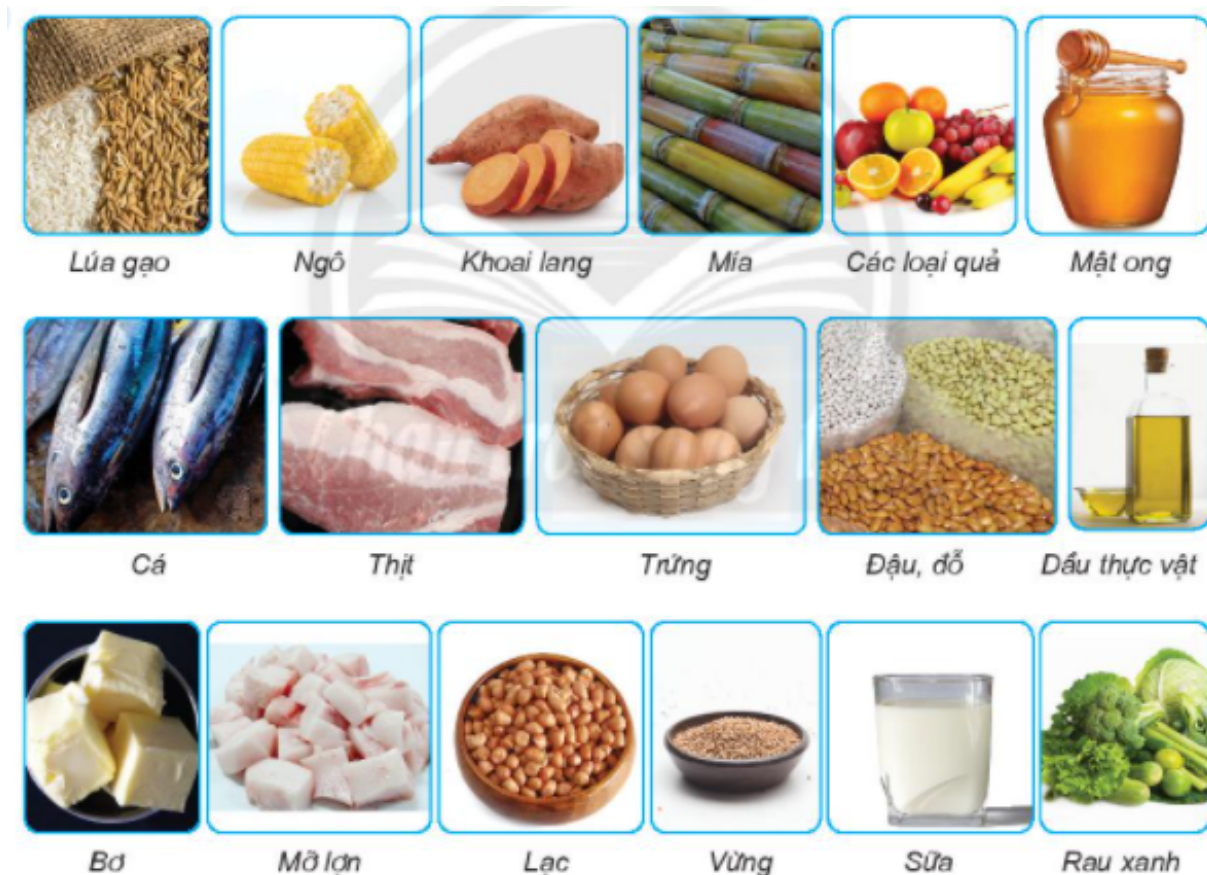 Lúa gạo Ngô Khoai lang Mía Các loại quả Mật ong
Cá Thịt Trứng Đậu, đỗ Dầu thực vật
Bơ Mỡ lợn Lạc Vừng Sữa Rau xanh